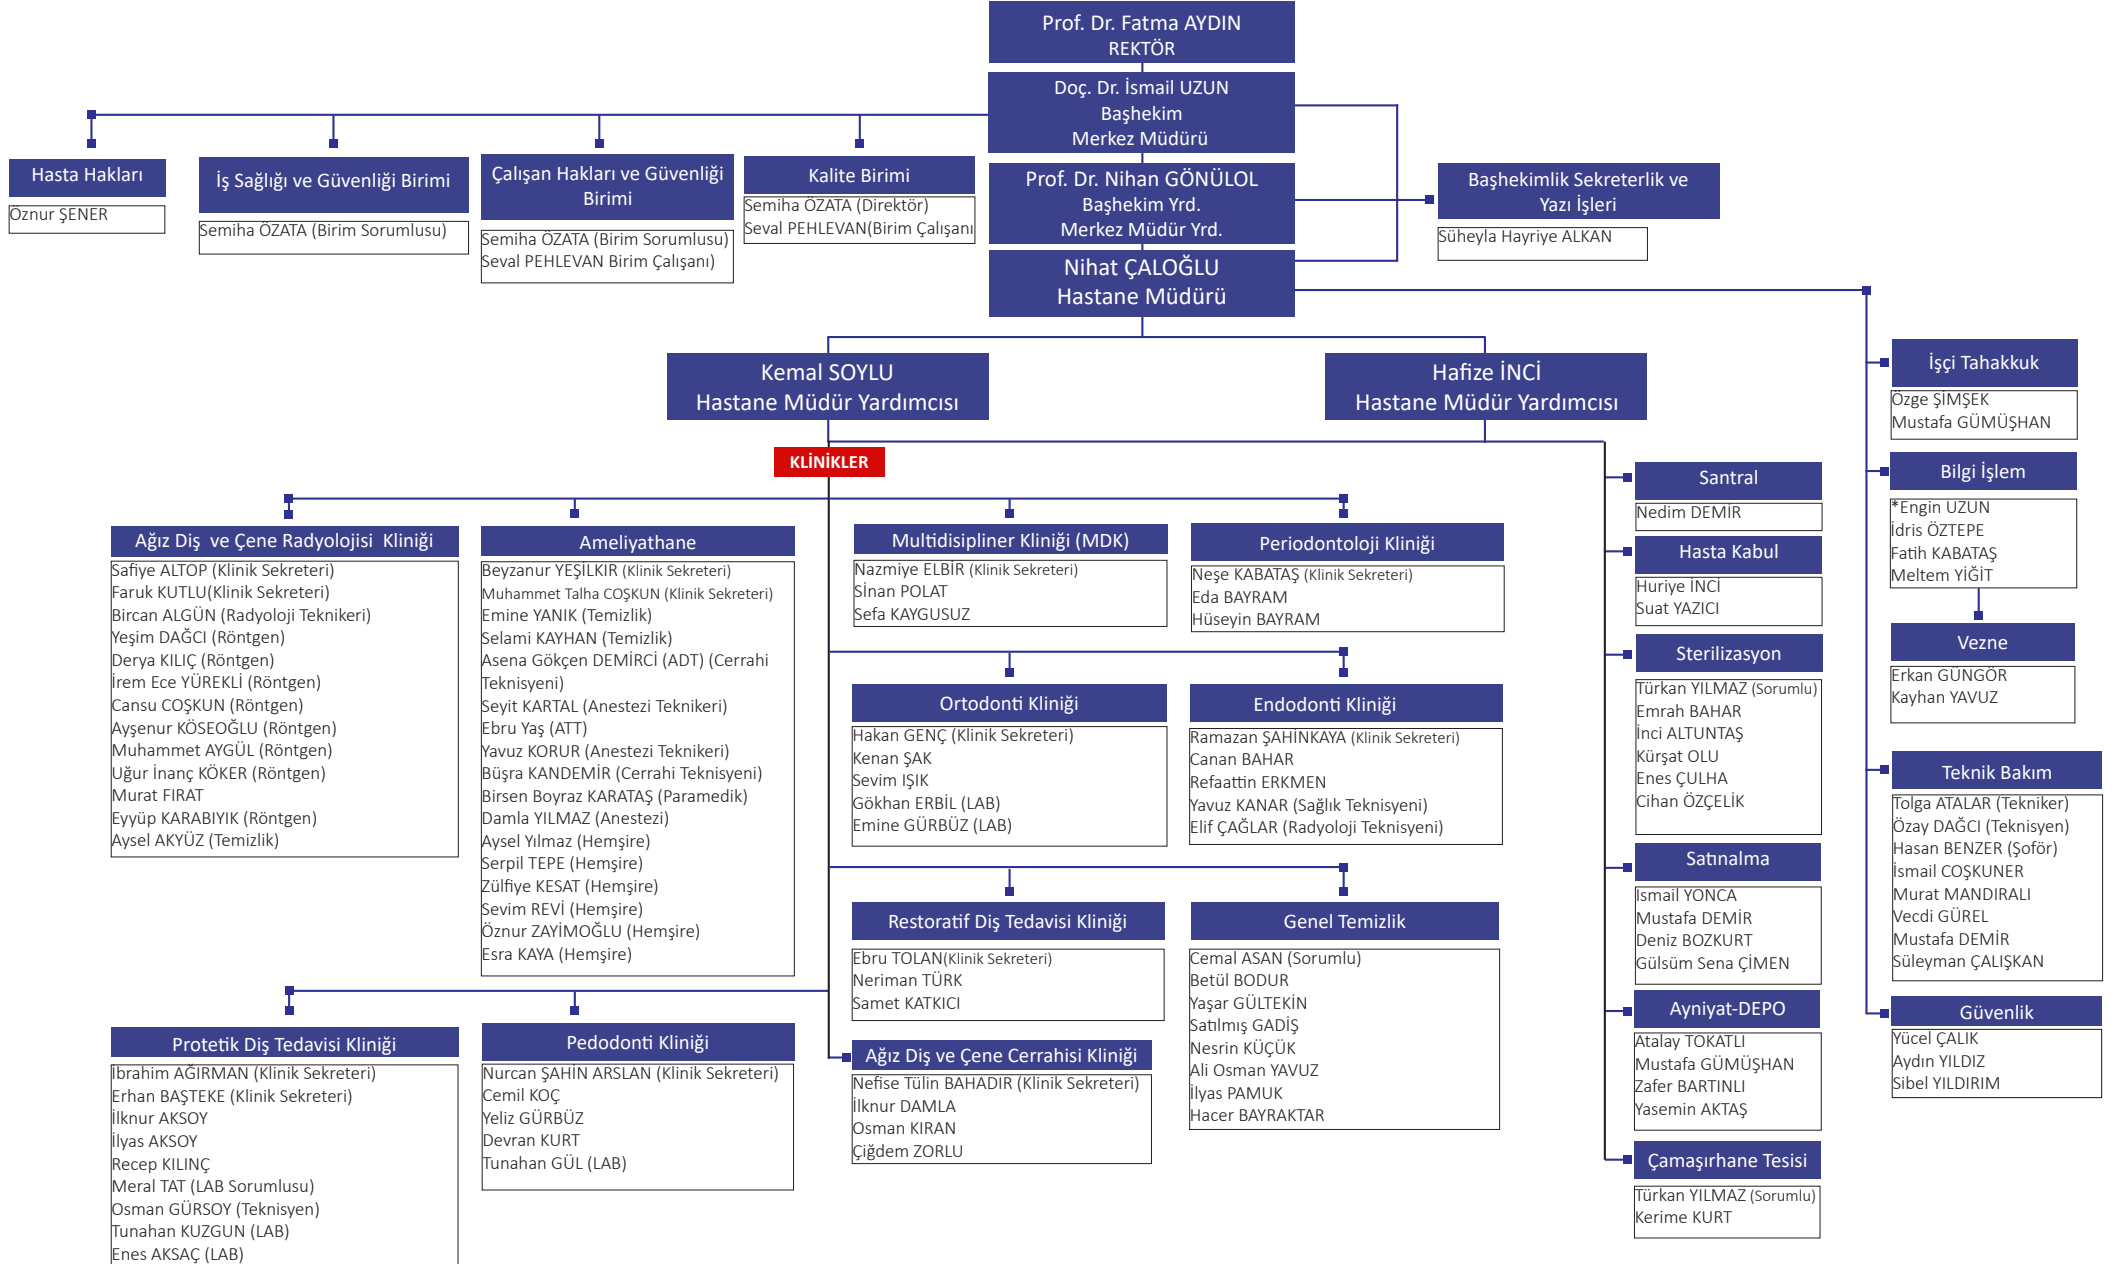 Prof. Dr. Fatma AYDIN
REKTÖR
Doç. Dr. İsmail UZUN
Başhekim
Merkez Müdürü
Prof. Dr. Nihan GÖNÜLOL
Başhekim Yrd.
Merkez Müdür Yrd.
Nihat ÇALOĞLU
Hastane Müdürü
Hasta Hakları
Öznur ŞENER
İş Sağlığı ve Güvenliği Birimi
Semiha ÖZATA (Birim Sorumlusu)
Çalışan Hakları ve Güvenliği
Birimi
Semiha ÖZATA (Birim Sorumlusu)
Seval PEHLEVAN Birim Çalışanı)
Kalite Birimi
Semiha ÖZATA (Direktör)
Seval PEHLEVAN(Birim Çalışanı
Başhekimlik Sekreterlik ve
Yazı İşleri
Süheyla Hayriye ALKAN
Kemal SOYLU
Hastane Müdür Yardımcısı
Hafize İNCİ
Hastane Müdür Yardımcısı
KLİNİKLER
Ağız Diş ve Çene Radyolojisi Kliniği
Safiye ALTOP (Klinik Sekreteri)
Faruk KUTLU(Klinik Sekreteri)
Bircan ALGÜN (Radyoloji Teknikeri)
Yeşim DAĞCI (Röntgen)
Derya KILIÇ (Röntgen)
İrem Ece YÜREKLİ (Röntgen)
Cansu COŞKUN (Röntgen)
Ayşenur KÖSEOĞLU (Röntgen)
Muhammet AYGÜL (Röntgen)
Uğur İnanç KÖKER (Röntgen)
Murat FIRAT
Eyyüp KARABIYIK (Röntgen)
Aysel AKYÜZ (Temizlik)
Ameliyathane
Beyzanur YEŞİLKIR (Klinik Sekreteri)
Muhammet Talha COŞKUN (Klinik Sekreteri)
Emine YANIK (Temizlik)
Selami KAYHAN (Temizlik)
Asena Gökçen DEMİRCİ (ADT) (Cerrahi
Teknisyeni)
Seyit KARTAL (Anestezi Teknikeri)
Ebru Yaş (ATT)
Yavuz KORUR (Anestezi Teknikeri)
Büşra KANDEMİR (Cerrahi Teknisyeni)
Birsen Boyraz KARATAŞ (Paramedik)
Damla YILMAZ (Anestezi)
Aysel Yılmaz (Hemşire)
Serpil TEPE (Hemşire)
Zülfiye KESAT (Hemşire)
Sevim REVİ (Hemşire)
Öznur ZAYİMOĞLU (Hemşire)
Esra KAYA (Hemşire)
Multidisipliner Kliniği (MDK)
Nazmiye ELBİR (Klinik Sekreteri)
Sİnan POLAT
Sefa KAYGUSUZ
Periodontoloji Kliniği
Neşe KABATAŞ (Klinik Sekreteri)
Eda BAYRAM
Hüseyin BAYRAM
Ortodonti Kliniği
Hakan GENÇ (Klinik Sekreteri)
Kenan ŞAK
Sevim IŞIK
Gökhan ERBİL (LAB)
Emine GÜRBÜZ (LAB)
Endodonti Kliniği
Ramazan ŞAHİNKAYA (Klinik Sekreteri)
Canan BAHAR
Refaattin ERKMEN
Yavuz KANAR (Sağlık Teknisyeni)
Elif ÇAĞLAR (Radyoloji Teknisyeni)
Restoratif Diş Tedavisi Kliniği
Ebru TOLAN(Klinik Sekreteri)
Neriman TÜRK
Samet KATKICI
Genel Temizlik
Cemal ASAN (Sorumlu)
Betül BODUR
Yaşar GÜLTEKİN
Satılmış GADİŞ
Nesrin KÜÇÜK
Ali Osman YAVUZ
İlyas PAMUK
Hacer BAYRAKTAR
Protetik Diş Tedavisi Kliniği
İbrahim AĞIRMAN (Klinik Sekreteri)
Erhan BAŞTEKE (Klinik Sekreteri)
İlknur AKSOY
İlyas AKSOY
Recep KILINÇ
Meral TAT (LAB Sorumlusu)
Osman GÜRSOY (Teknisyen)
Tunahan KUZGUN (LAB)
Enes AKSAÇ (LAB)
Pedodonti Kliniği
Nurcan ŞAHİN ARSLAN (Klinik Sekreteri)
Cemil KOÇ
Yeliz GÜRBÜZ
Devran KURT
Tunahan GÜL (LAB)
Ağız Diş ve Çene Cerrahisi Kliniği
Nefise Tülin BAHADIR (Klinik Sekreteri)
İlknur DAMLA
Osman KIRAN
Çiğdem ZORLU
Santral
Nedim DEMİR
Hasta Kabul
Huriye İNCİ
Suat YAZICI
Sterilizasyon
Türkan YILMAZ (Sorumlu)
Emrah BAHAR
İnci ALTUNTAŞ
Kürşat OLU
Enes ÇULHA
Cihan ÖZÇELİK
Satınalma
İsmail YONCA
Mustafa DEMİR
Deniz BOZKURT
Gülsüm Sena ÇİMEN
Ayniyat-DEPO
Atalay TOKATLI
Mustafa GÜMÜŞHAN
Zafer BARTINLI
Yasemin AKTAŞ
Çamaşırhane Tesisi
Türkan YILMAZ (Sorumlu)
Kerime KURT
İşçi Tahakkuk
Özge ŞİMŞEK
Mustafa GÜMÜŞHAN
Bilgi İşlem
*Engin UZUN
İdris ÖZTEPE
Fatih KABATAŞ
Meltem YİĞİT
Vezne
Erkan GÜNGÖR
Kayhan YAVUZ
Teknik Bakım
Tolga ATALAR (Tekniker)
Özay DAĞCI (Teknisyen)
Hasan BENZER (Şoför)
İsmail COŞKUNER
Murat MANDIRALI
Vecdi GÜREL
Mustafa DEMİR
Süleyman ÇALIŞKAN
Güvenlik
Yücel ÇALIK
Aydın YILDIZ
Sibel YILDIRIM